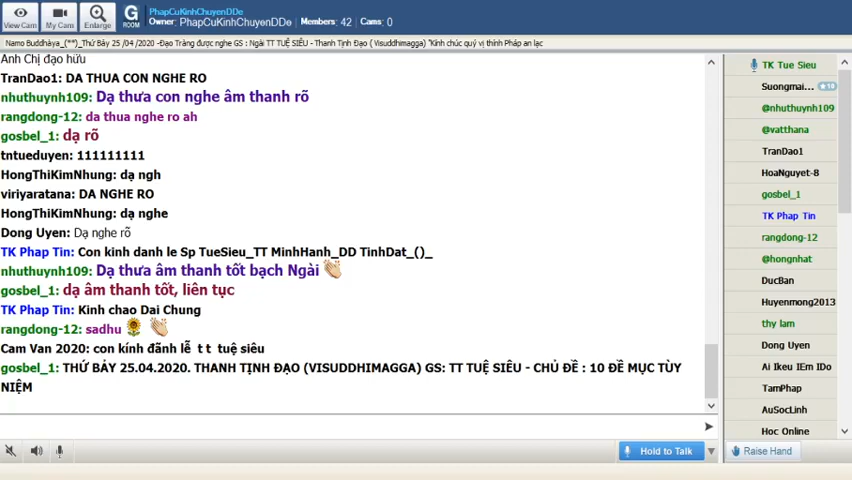 PhapCuKinhChuyenDDe
Owner: PhapCuKinhChuyenDDe Members: 42 Cams: 0
View Cam
My Cam
Enlarge
G
ROOM
Namo Buddhàya_(**)_Thứ Bảy 25 /04 /2020 -Đạo Tràng được nghe GS : Ngài TT TUỆ SIÊU - Thanh Tịnh Đạo ( Visuddhimagga) "Kính chúc quý vị thính Pháp an lạc
Anh Chị đạo hữu
TranDao1: DA THUA CON NGHE RO
nhuthuynh109: Dạ thưa con nghe âm thanh rõ
rangdong-12: da thua nghe ro ah
gosbel_1: dạ rõ
tntueduyen: 111111111
HongThiKimNhung: dạ ngh
viriyaratana: DA NGHE RO
HongThiKimNhung: dạ nghe
Dong Uyen: Dạ nghe rõ
TK Phap Tin: Con kinh danh le Sp TueSieu_TT MinhHanh_DD TinhDat_()_
nhuthuynh109: Dạ thưa âm thanh tốt bạch Ngài
gosbel_1: dạ âm thanh tốt, liên tục
TK Phap Tin: Kinh chao Dai Chung
rangdong-12: sadhu
Cam Van 2020: con kính đãnh lễ t t tuệ siêu
gosbel_1: THỨ BẢY 25.04.2020. THANH TỊNH ĐẠO (VISUDDHIMAGGA) GS: TT TUỆ SIÊU - CHỦ ĐỀ : 10 ĐỀ MỤC TÙY
NIỆM
Hold to Talk
TK Tue Sieu
Suongmai... 10
@nhuthuynh109
@vatthana
TranDao1
HoaNguyet-8
gosbel_1
TK Phap Tin
rangdong-12
@hongnhat
DucBan
Huyenmong2013
thy lam
Dong Uyen
Ai Ikeu IEm IDo
TamPhap
AuSocLinh
Hoc Online
Raise Hand